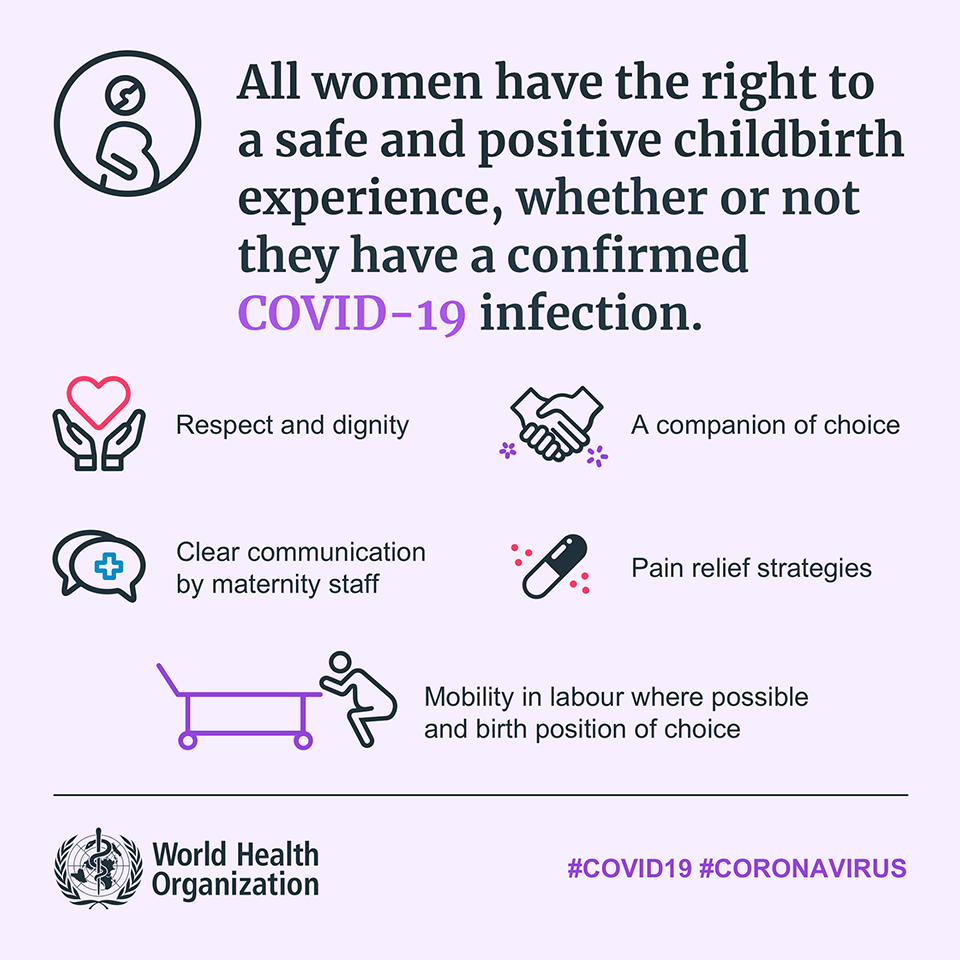 All women have the right to
a safe and positive childbirth
experience, whether or not
they have a confirmed
COVID-19 infection.
Respect and dignity
A companion of choice
Clear communication
by maternity staff
Pain relief strategies
Mobility in labour where possible
and birth position of choice
World Health
Organization
#COVID19 #CORONAVIRUS